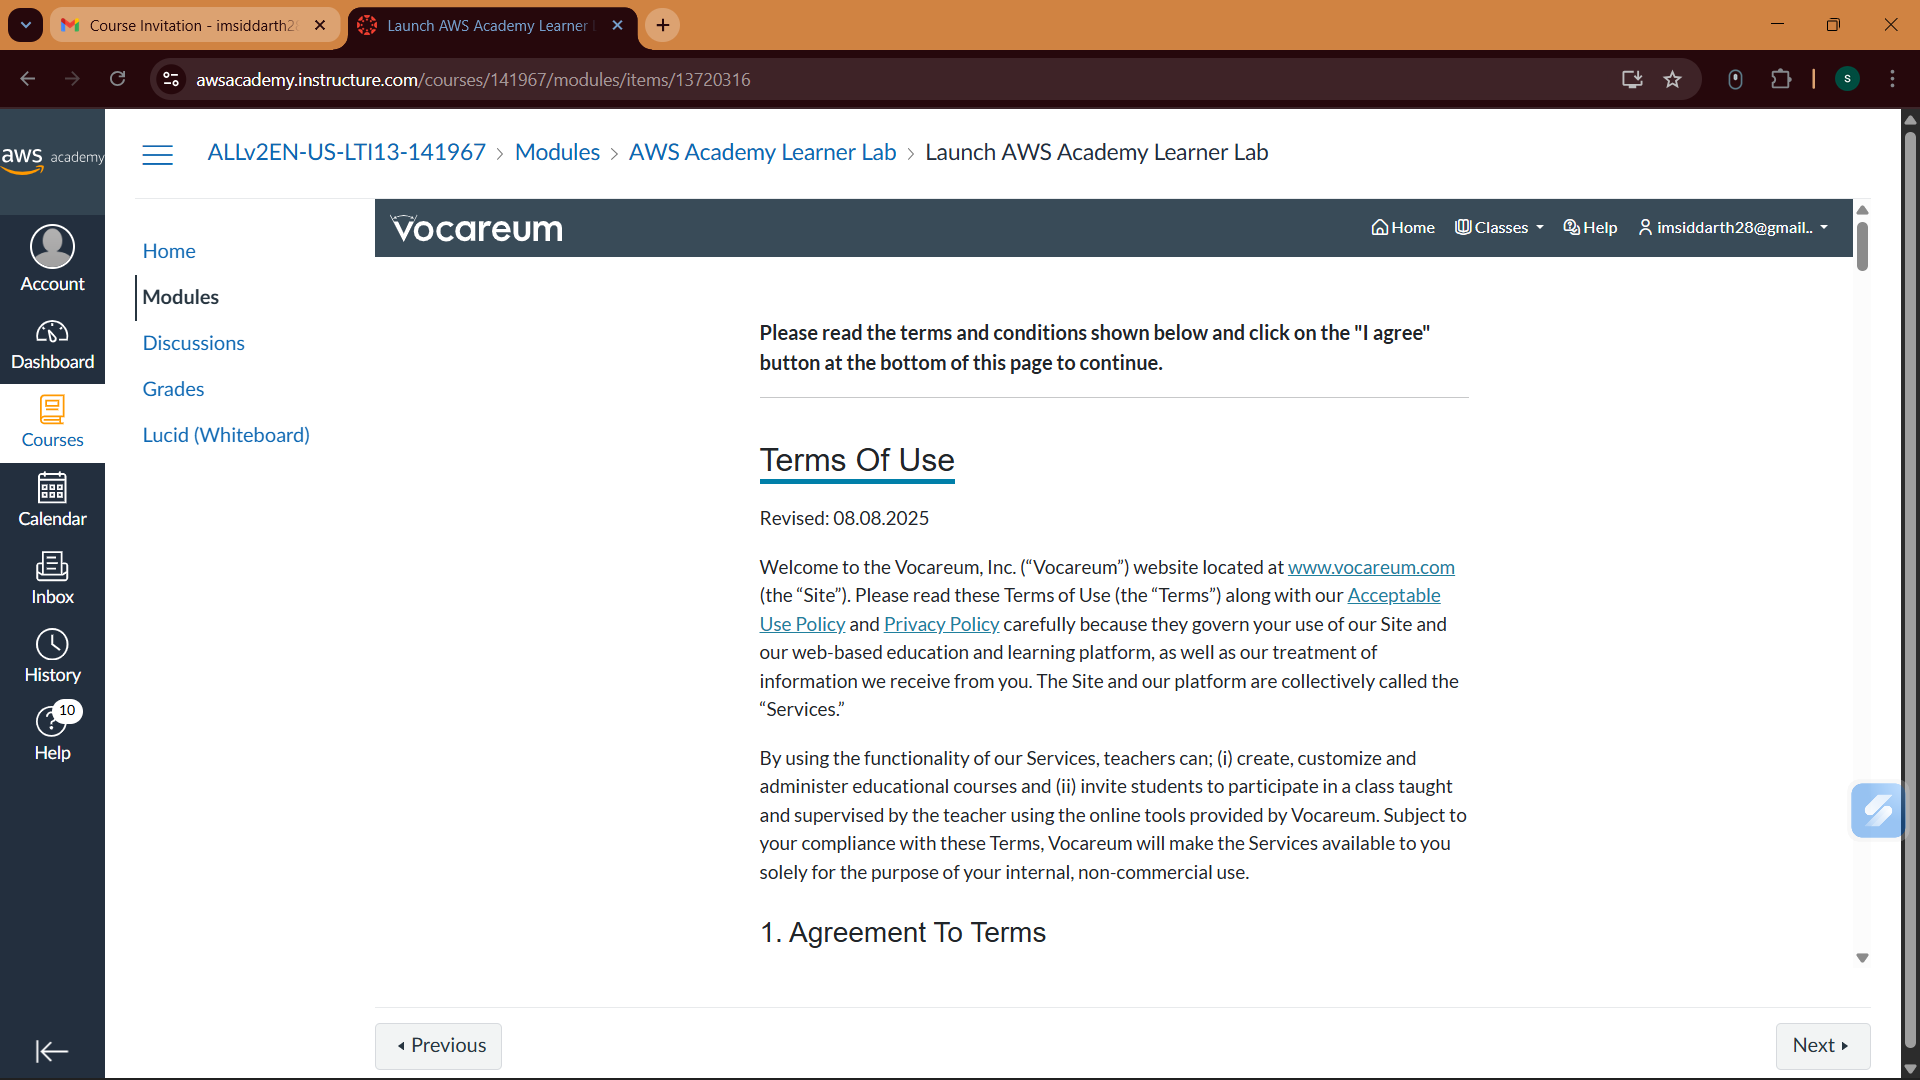 Course Invitation - imsiddarth2
Launch AWS Academy Learner
awsacademy.instructure.com/courses/141967/modules/items/13720316
S
aws academy
ALLv2EN-US-LTI13-141967 > Modules > AWS Academy Learner Lab > Launch AWS Academy Learner Lab
Account
Dashboard
Courses
Calendar
Inbox
History
10
Help
Home
Modules
Discussions
Grades
Lucid (Whiteboard)
Vocareum
Home
Classes
Help
imsiddarth28@gmail..
Please read the terms and conditions shown below and click on the "I agree"
button at the bottom of this page to continue.
Terms Of Use
Revised: 08.08.2025
Welcome to the Vocareum, Inc. (“Vocareum”) website located at www.vocareum.com
(the “Site”). Please read these Terms of Use (the “Terms”) along with our Acceptable
Use Policy and Privacy Policy carefully because they govern your use of our Site and
our web-based education and learning platform, as well as our treatment of
information we receive from you. The Site and our platform are collectively called the
“Services.”
By using the functionality of our Services, teachers can; (i) create, customize and
administer educational courses and (ii) invite students to participate in a class taught
and supervised by the teacher using the online tools provided by Vocareum. Subject to
your compliance with these Terms, Vocareum will make the Services available to you
solely for the purpose of your internal, non-commercial use.
1. Agreement To Terms
Previous
Next